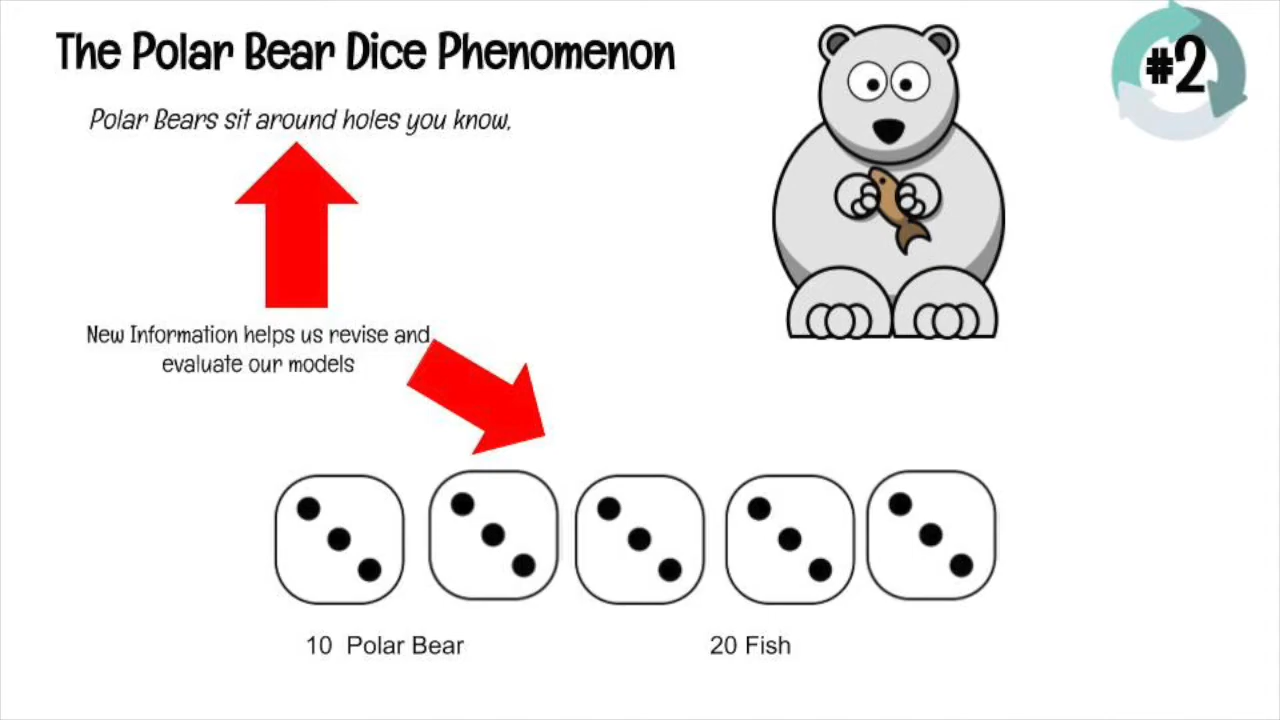 The Polar Bear Dice Phenomenon
#2
Polar Bears sit around holes you know,
New Information helps us revise and
evaluate our models
10 Polar Bear
20 Fish